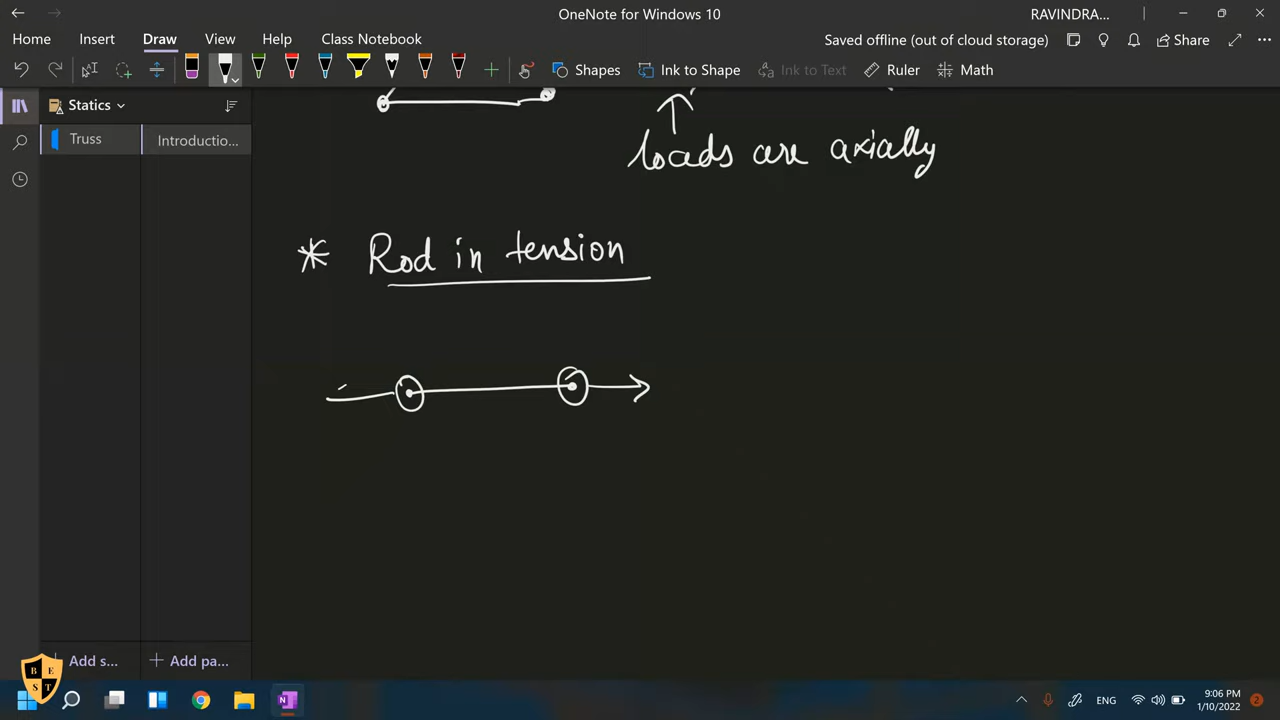 OneNote for Windows 10
RAVINDRA...
Home Insert Draw View Help Class Notebook
Saved offline (out of cloud storage)
Share
Shapes
Ink to Shape
Ink to Text
Ruler
Math
Statics
Truss
Introductio...
loads are axially
* Rod in tension
Add s...
Add pa...
B E
S T
N
ENG
9:06 PM
1/10/2022
2